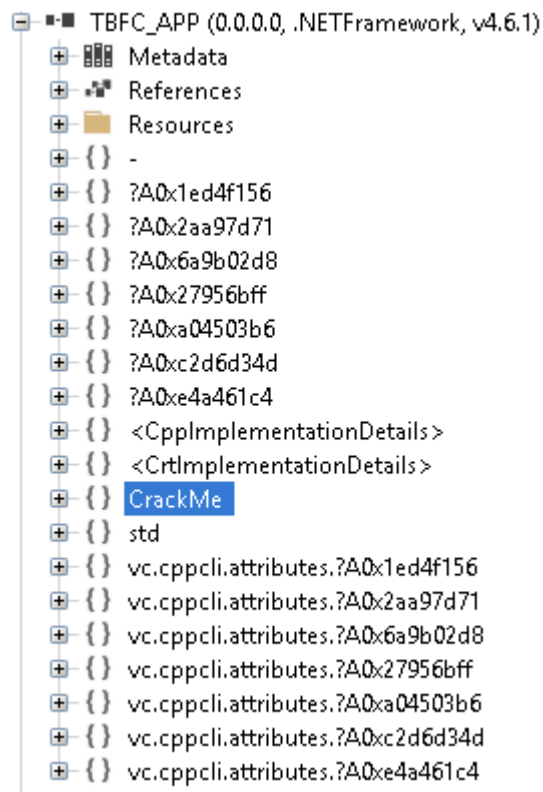 TBFC_APP (0.0.0.0, .NETFramework, v4.6.1)
Metadata
References
Resources
{ } -
{ } ?A0x1ed4f156
{ } ?A0x2aa97d71
{ } ?A0x6a9b02d8
{ } ?A0x27956bff
{ } ?A0xa04503b6
{ } ?A0xc2d6d34d
{ } ?A0xe4a461c4
{ } <CppImplementationDetails>
{ } <CrtImplementationDetails>
{ } CrackMe
{ } std
{ } vc.cppcli.attributes.?A0x1ed4f156
{ } vc.cppcli.attributes.?A0x2aa97d71
{ } vc.cppcli.attributes.?A0x6a9b02d8
{ } vc.cppcli.attributes.?A0x27956bff
{ } vc.cppcli.attributes.?A0xa04503b6
{ } vc.cppcli.attributes.?A0xc2d6d34d
{ } vc.cppcli.attributes.?A0xe4a461c4